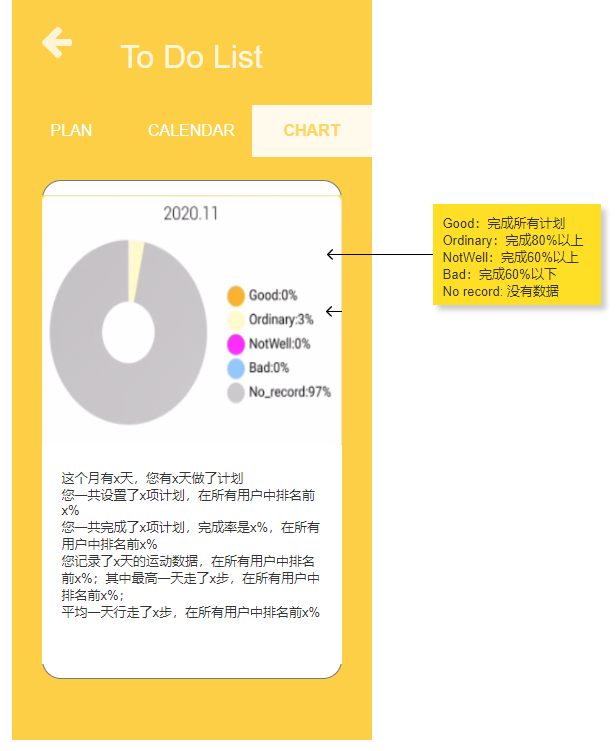 To Do List
PLAN
CALENDAR
CHART
2020.11
Good:0%
Ordinary:3%
NotWell:0%
Bad:0%
No_record:97%
这个月有x天，您有x天做了计划
您一共设置了x项计划，在所有用户中排名前
x%
您一共完成了x项计划，完成率是x%，在所有
用户中排名前x%
您记录了x天的运动数据，在所有用户中排名
前x%；其中最高一天走了x步，在所有用户中
排名前x%；
平均一天行走了x步，在所有用户中排名前x%
Good：完成所有计划
Ordinary：完成80%以上
NotWell：完成60%以上
Bad：完成60%以下
No record: 没有数据